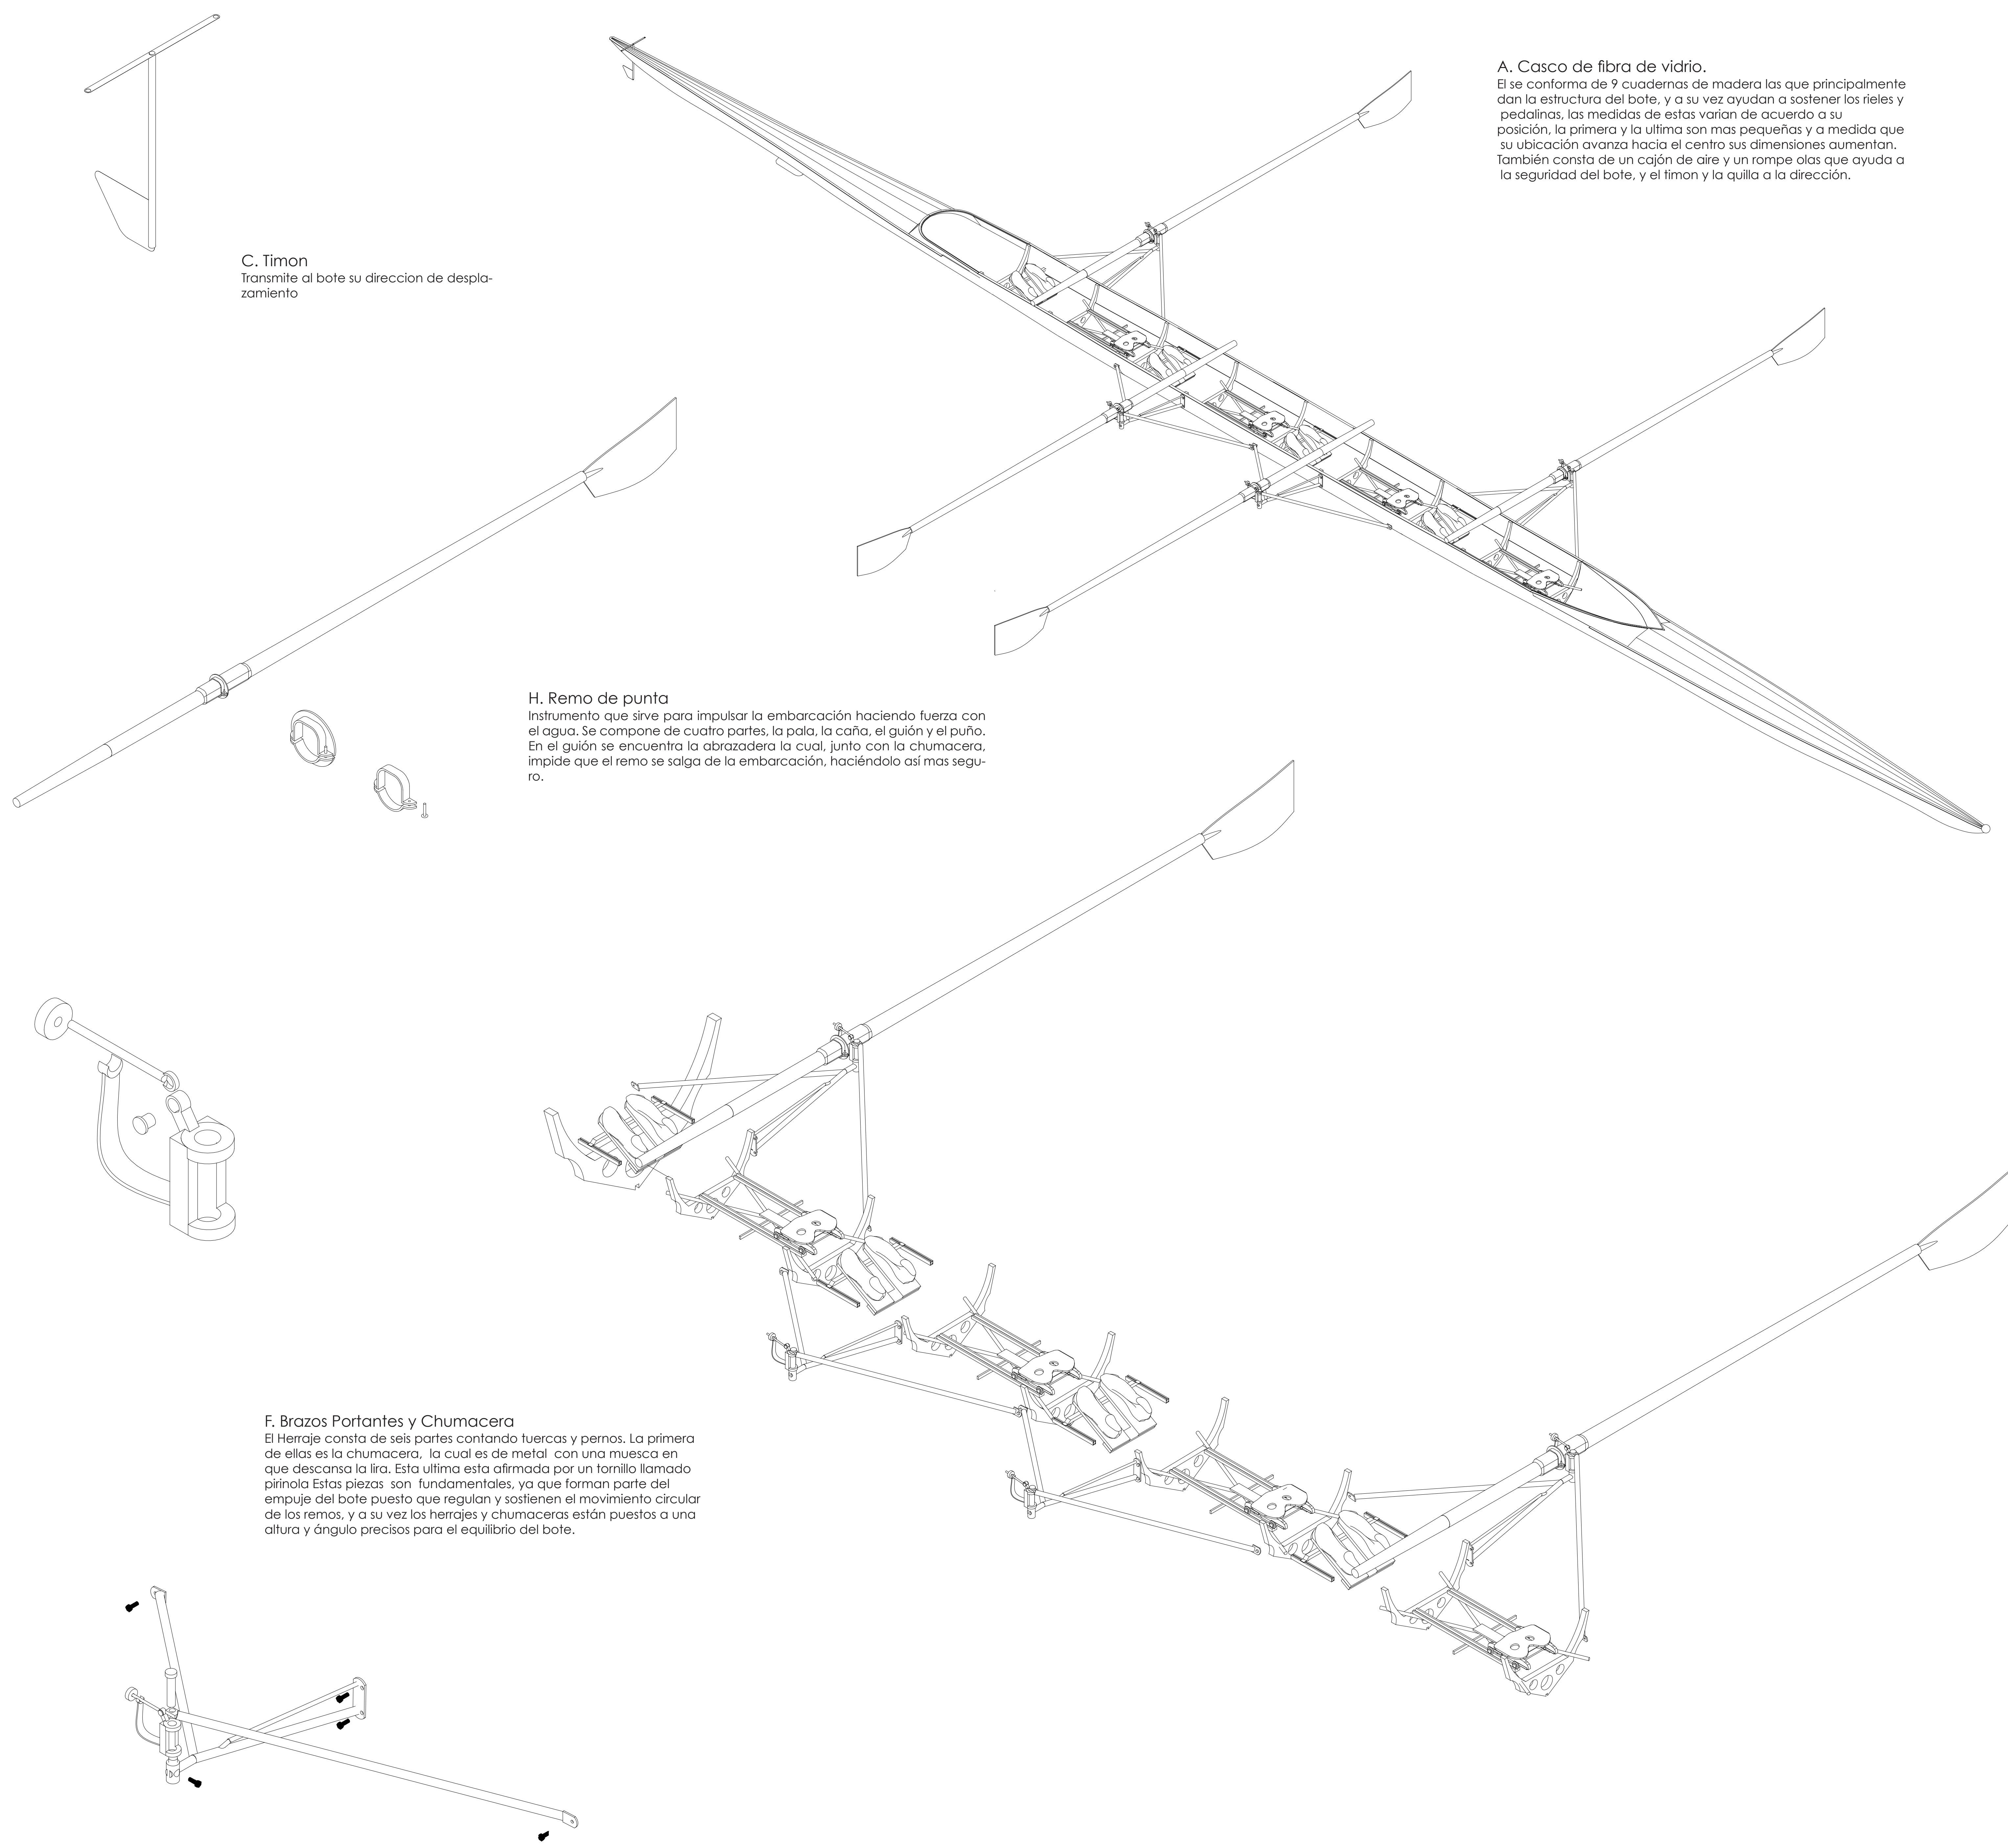 A. Casco de fibra de vidrio.
El se conforma de 9 cuadernas de madera las que principalmente
dan la estructura del bote, y a su vez ayudan a sostener los rieles y
pedalinas, las medidas de estas varian de acuerdo a su
posición, la primera y la ultima son mas pequeñas y a medida que
su ubicación avanza hacia el centro sus dimensiones aumentan.
También consta de un cajón de aire y un rompe olas que ayuda a
la seguridad del bote, y el timon y la quilla a la dirección.
C. Timon
Transmite al bote su direccion de despla-
zamiento
H. Remo de punta
Instrumento que sirve para impulsar la embarcación haciendo fuerza con
el agua. Se compone de cuatro partes, la pala, la caña, el guión y el puño.
En el guión se encuentra la abrazadera la cual, junto con la chumacera,
impide que el remo se salga de la embarcación, haciéndolo así mas segu-
ro.
F. Brazos Portantes y Chumacera
El Herraje consta de seis partes contando tuercas y pernos. La primera
de ellas es la chumacera, la cual es de metal con una muesca en
que descansa la lira. Esta ultima esta afirmada por un tornillo llamado
pirinola Estas piezas son fundamentales, ya que forman parte del
empuje del bote puesto que regulan y sostienen el movimiento circular
de los remos, y a su vez los herrajes y chumaceras están puestos a una
altura y ángulo precisos para el equilibrio del bote.